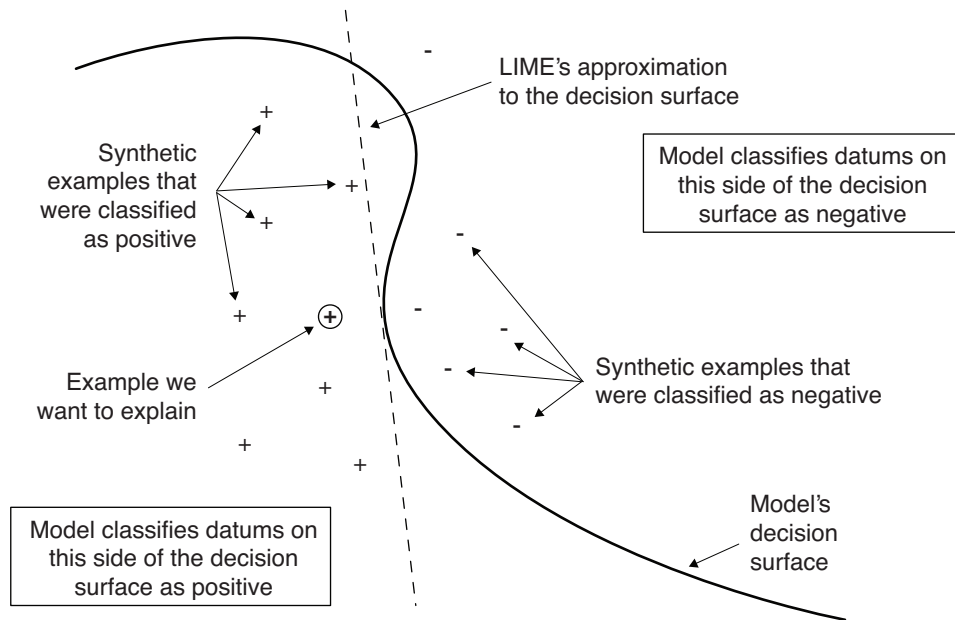 LIME's approximation
to the decision surface
Synthetic
examples that
were classified
as positive
Model classifies datums on
this side of the decision
surface as negative
Example we
want to explain
Synthetic examples that
were classified as negative
Model classifies datums on
this side of the decision
surface as positive
Model's
decision
surface